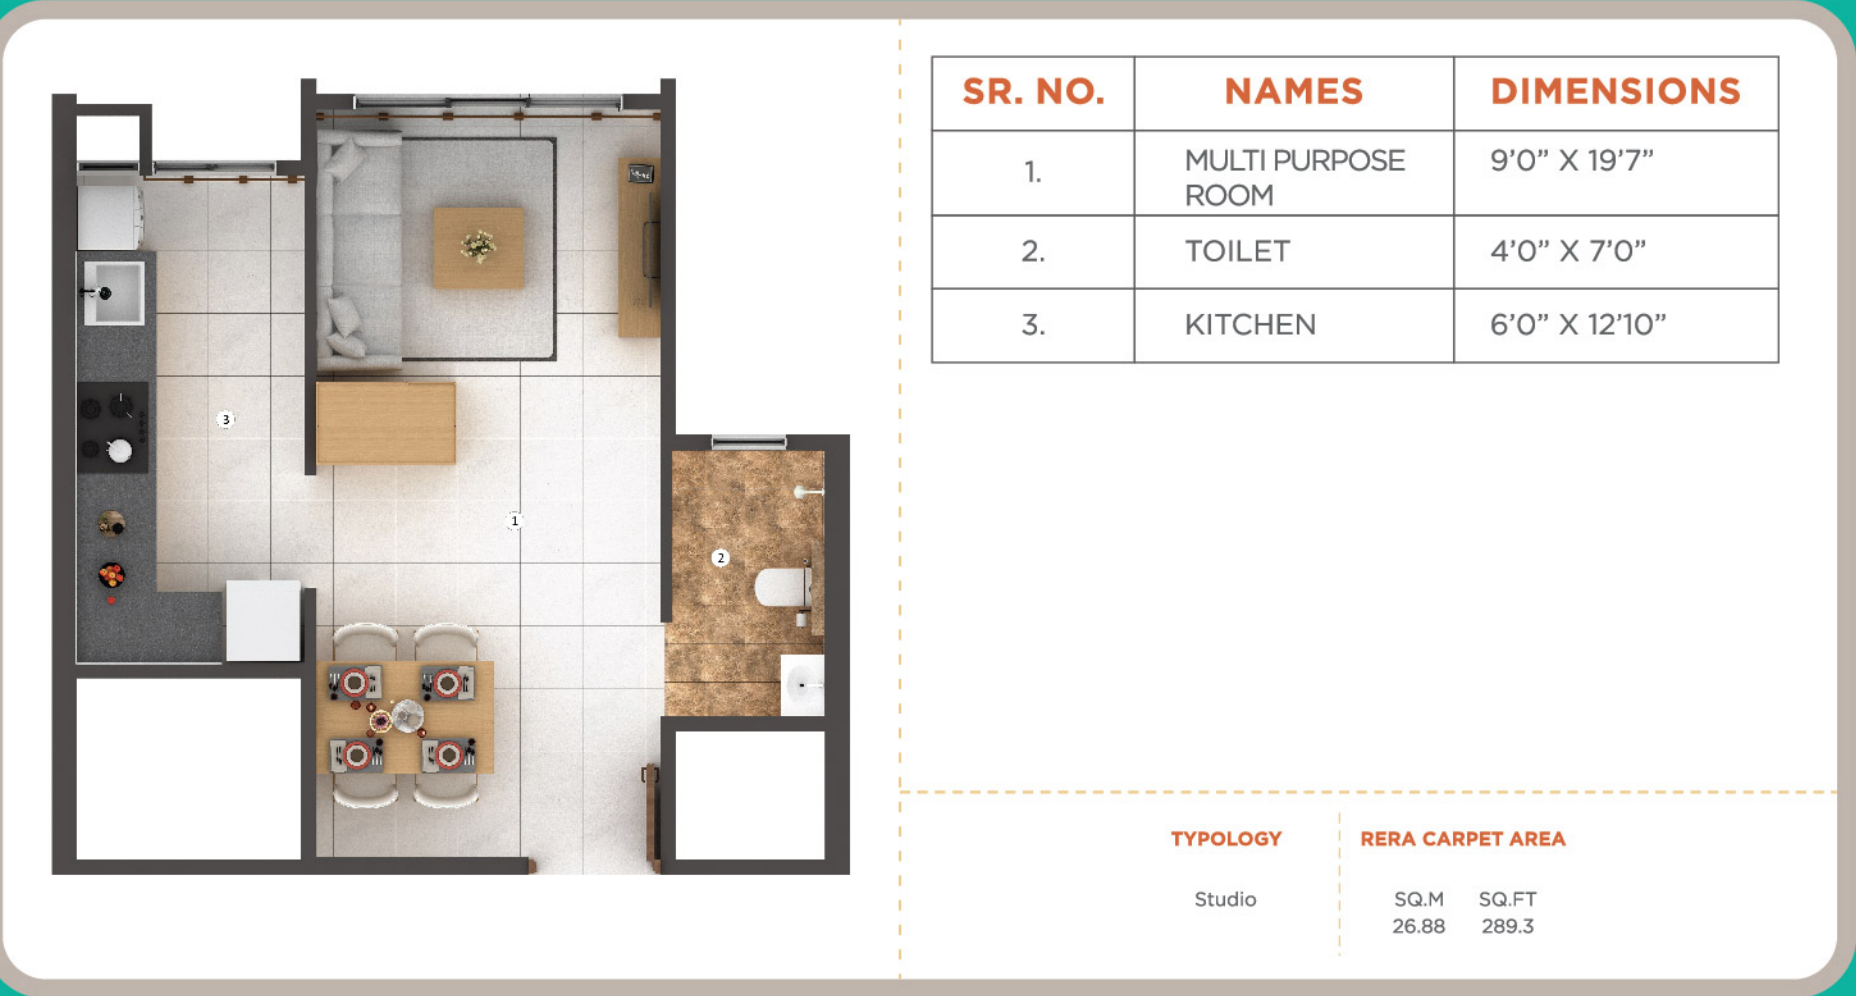 SR. NO. NAMES DIMENSIONS
1. MULTI PURPOSE ROOM 9’0” X 19’7”
2. TOILET 4’0” X 7’0”
3. KITCHEN 6’0” X 12’10”
3
1
2
TYPOLOGY RERA CARPET AREA
Studio SQ.M SQ.FT
26.88 289.3